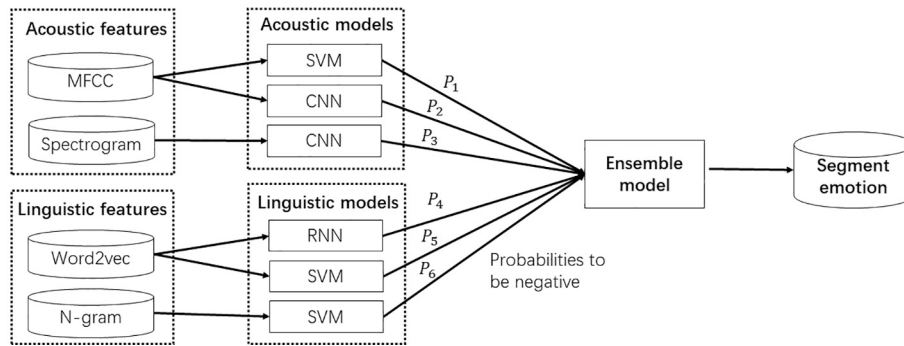 Acoustic features
MFCC
Spectrogram
Acoustic models
SVM
CNN
CNN
P₁
P₂
P₃
Linguistic features
Word2vec
N-gram
Linguistic models
RNN
SVM
SVM
P₄
P₅
P₆
Probabilities to
be negative
Ensemble
model
Segment
emotion